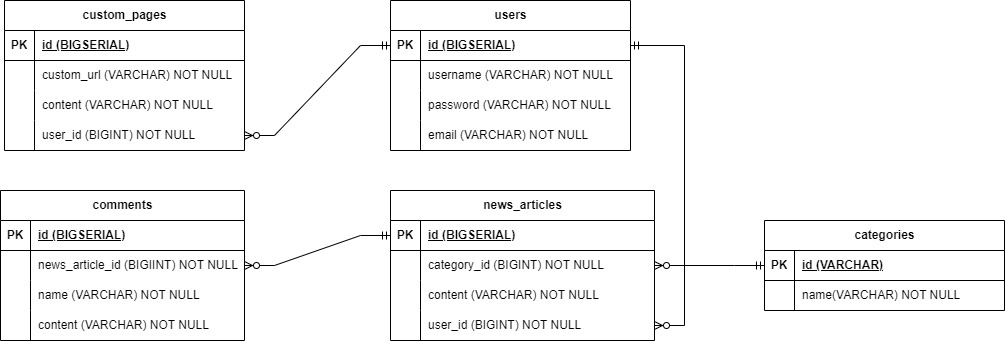 custom_pages
PK id (BIGSERIAL)
custom_url (VARCHAR) NOT NULL
content (VARCHAR) NOT NULL
user_id (BIGINT) NOT NULL
users
PK id (BIGSERIAL)
username (VARCHAR) NOT NULL
password (VARCHAR) NOT NULL
email (VARCHAR) NOT NULL
comments
PK id (BIGSERIAL)
news_article_id (BIGIINT) NOT NULL
name (VARCHAR) NOT NULL
content (VARCHAR) NOT NULL
news_articles
PK id (BIGSERIAL)
category_id (BIGINT) NOT NULL
content (VARCHAR) NOT NULL
user_id (BIGINT) NOT NULL
categories
PK id (VARCHAR)
name(VARCHAR) NOT NULL